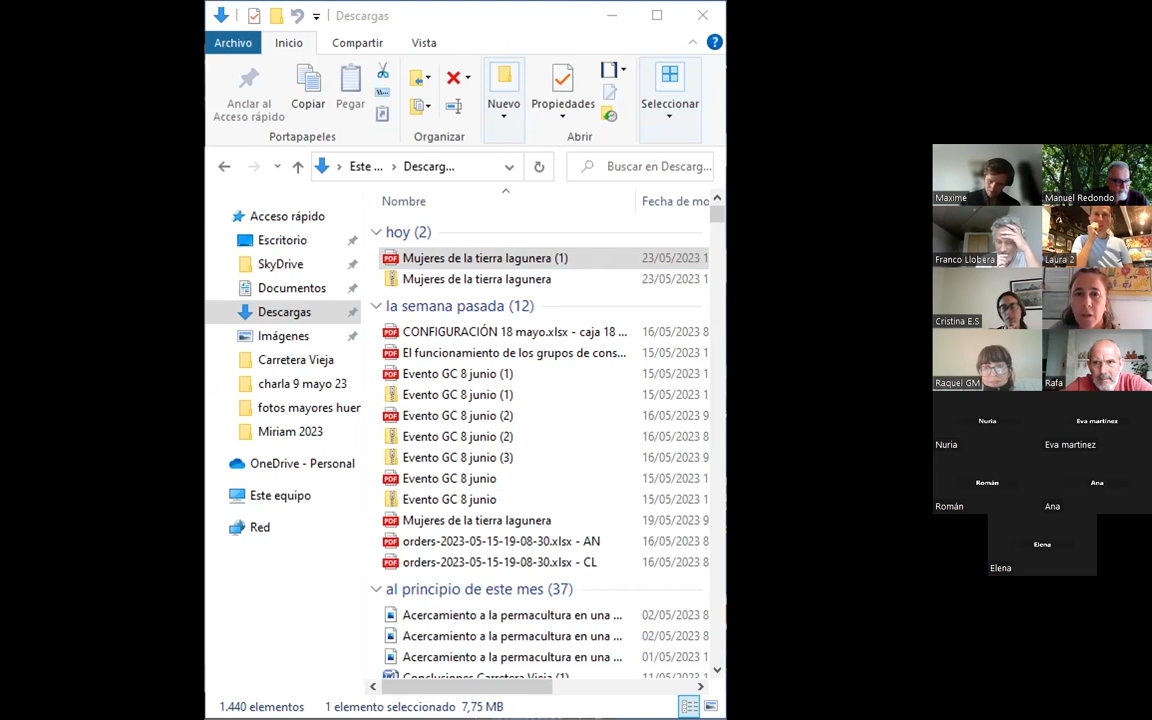 Descargas
Archivo Inicio Compartir Vista
Anclar al Acceso rápido
Copiar
Pegar
Nuevo
Propiedades
Seleccionar
Portapapeles Organizar Abrir
Este ... Descarg... Buscar en Descarg...
Nombre Fecha de mo
Acceso rápido
Escritorio
SkyDrive
Documentos
Descargas
Imágenes
Carretera Vieja
charla 9 mayo 23
fotos mayores huer
Miriam 2023
OneDrive - Personal
Este equipo
Red
hoy (2)
Mujeres de la tierra lagunera (1) 23/05/2023 1
Mujeres de la tierra lagunera 23/05/2023 1
la semana pasada (12)
CONFIGURACIÓN 18 mayo.xlsx - caja 18 ... 16/05/2023 8
El funcionamiento de los grupos de cons... 15/05/2023 1
Evento GC 8 junio (1) 15/05/2023 1
Evento GC 8 junio (1) 15/05/2023 1
Evento GC 8 junio (2) 16/05/2023 9
Evento GC 8 junio (2) 16/05/2023 8
Evento GC 8 junio (3) 16/05/2023 9
Evento GC 8 junio 15/05/2023 1
Evento GC 8 junio 15/05/2023 1
Mujeres de la tierra lagunera 19/05/2023 9
orders-2023-05-15-19-08-30.xlsx - AN 16/05/2023 8
orders-2023-05-15-19-08-30.xlsx - CL 16/05/2023 8
al principio de este mes (37)
Acercamiento a la permacultura en una ... 02/05/2023 8
Acercamiento a la permacultura en una ... 02/05/2023 8
Acercamiento a la permacultura en una ... 01/05/2023 1
Conclusiones Carretera Vieja (1) 11/05/2023 1
1.440 elementos 1 elemento seleccionado 7,75 MB
Maxime Manuel Redondo
Franco Llobera Laura 2
Cristina E.S
Raquel GM Rafa
Nuria Eva martinez
Nuria Eva martinez
Román Ana
Román Ana
Elena
Elena